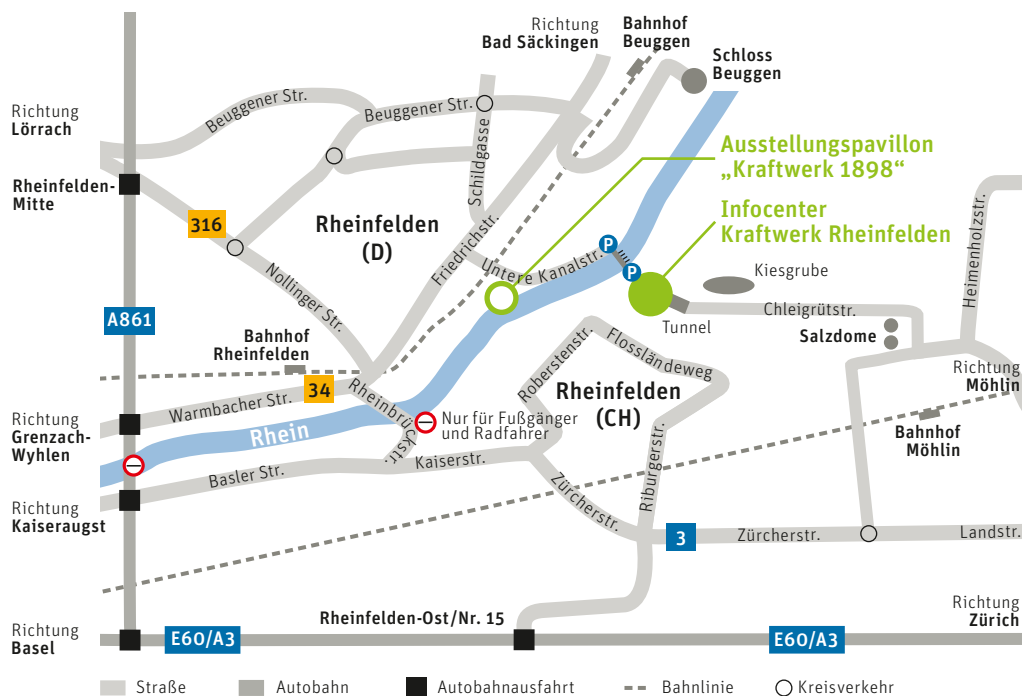 Richtung
Bad Säckingen
Bahnhof
Beuggen
Schloss
Beuggen
Richtung
Lörrach
Beuggener Str.
Beuggener Str.
Schildgasse
Ausstellungspavillon
„Kraftwerk 1898“
Rheinfelden-
Mitte
316
Rheinfelden
(D)
Friedrichstr.
Infocenter
Kraftwerk Rheinfelden
Untere Kanalstr.
P
P
Kiesgrube
Heimenholzstr.
Nollinger Str.
A861
Chleigrütstr.
Tunnel
Salzdome
Bahnhof
Rheinfelden
34
Roberstenstr.
Flossländeweg
Rheinfelden
(CH)
Richtung
Möhlin
Warmbacher Str.
Rheinbrückstr.
Nur für Fußgänger
und Radfahrer
Richtung
Grenzach-
Wyhlen
Rhein
Bahnhof
Möhlin
Basler Str.
Kaiserstr.
Riburgerstr.
Zürcherstr.
Richtung
Kaiseraugst
3
Zürcherstr.
Landstr.
Richtung
Basel
Rheinfelden-Ost/Nr. 15
Richtung
Zürich
E60/A3
E60/A3
Straße
Autobahn
Autobahnausfahrt
Bahnlinie
Kreisverkehr